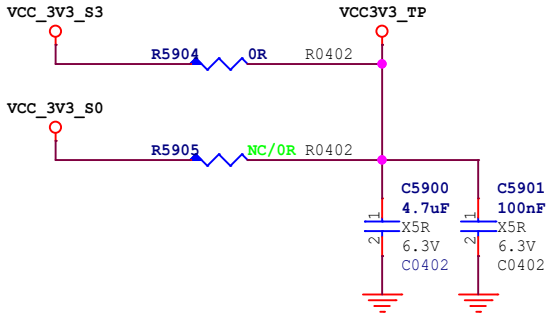 VCC_3V3_S3
VCC3V3_TP
R5904 0R R0402
VCC_3V3_S0
R5905 NC/0R R0402
C5900
4.7uF
1
X5R
2
6.3V
C0402
C5901
100nF
1
X5R
2
6.3V
C0402